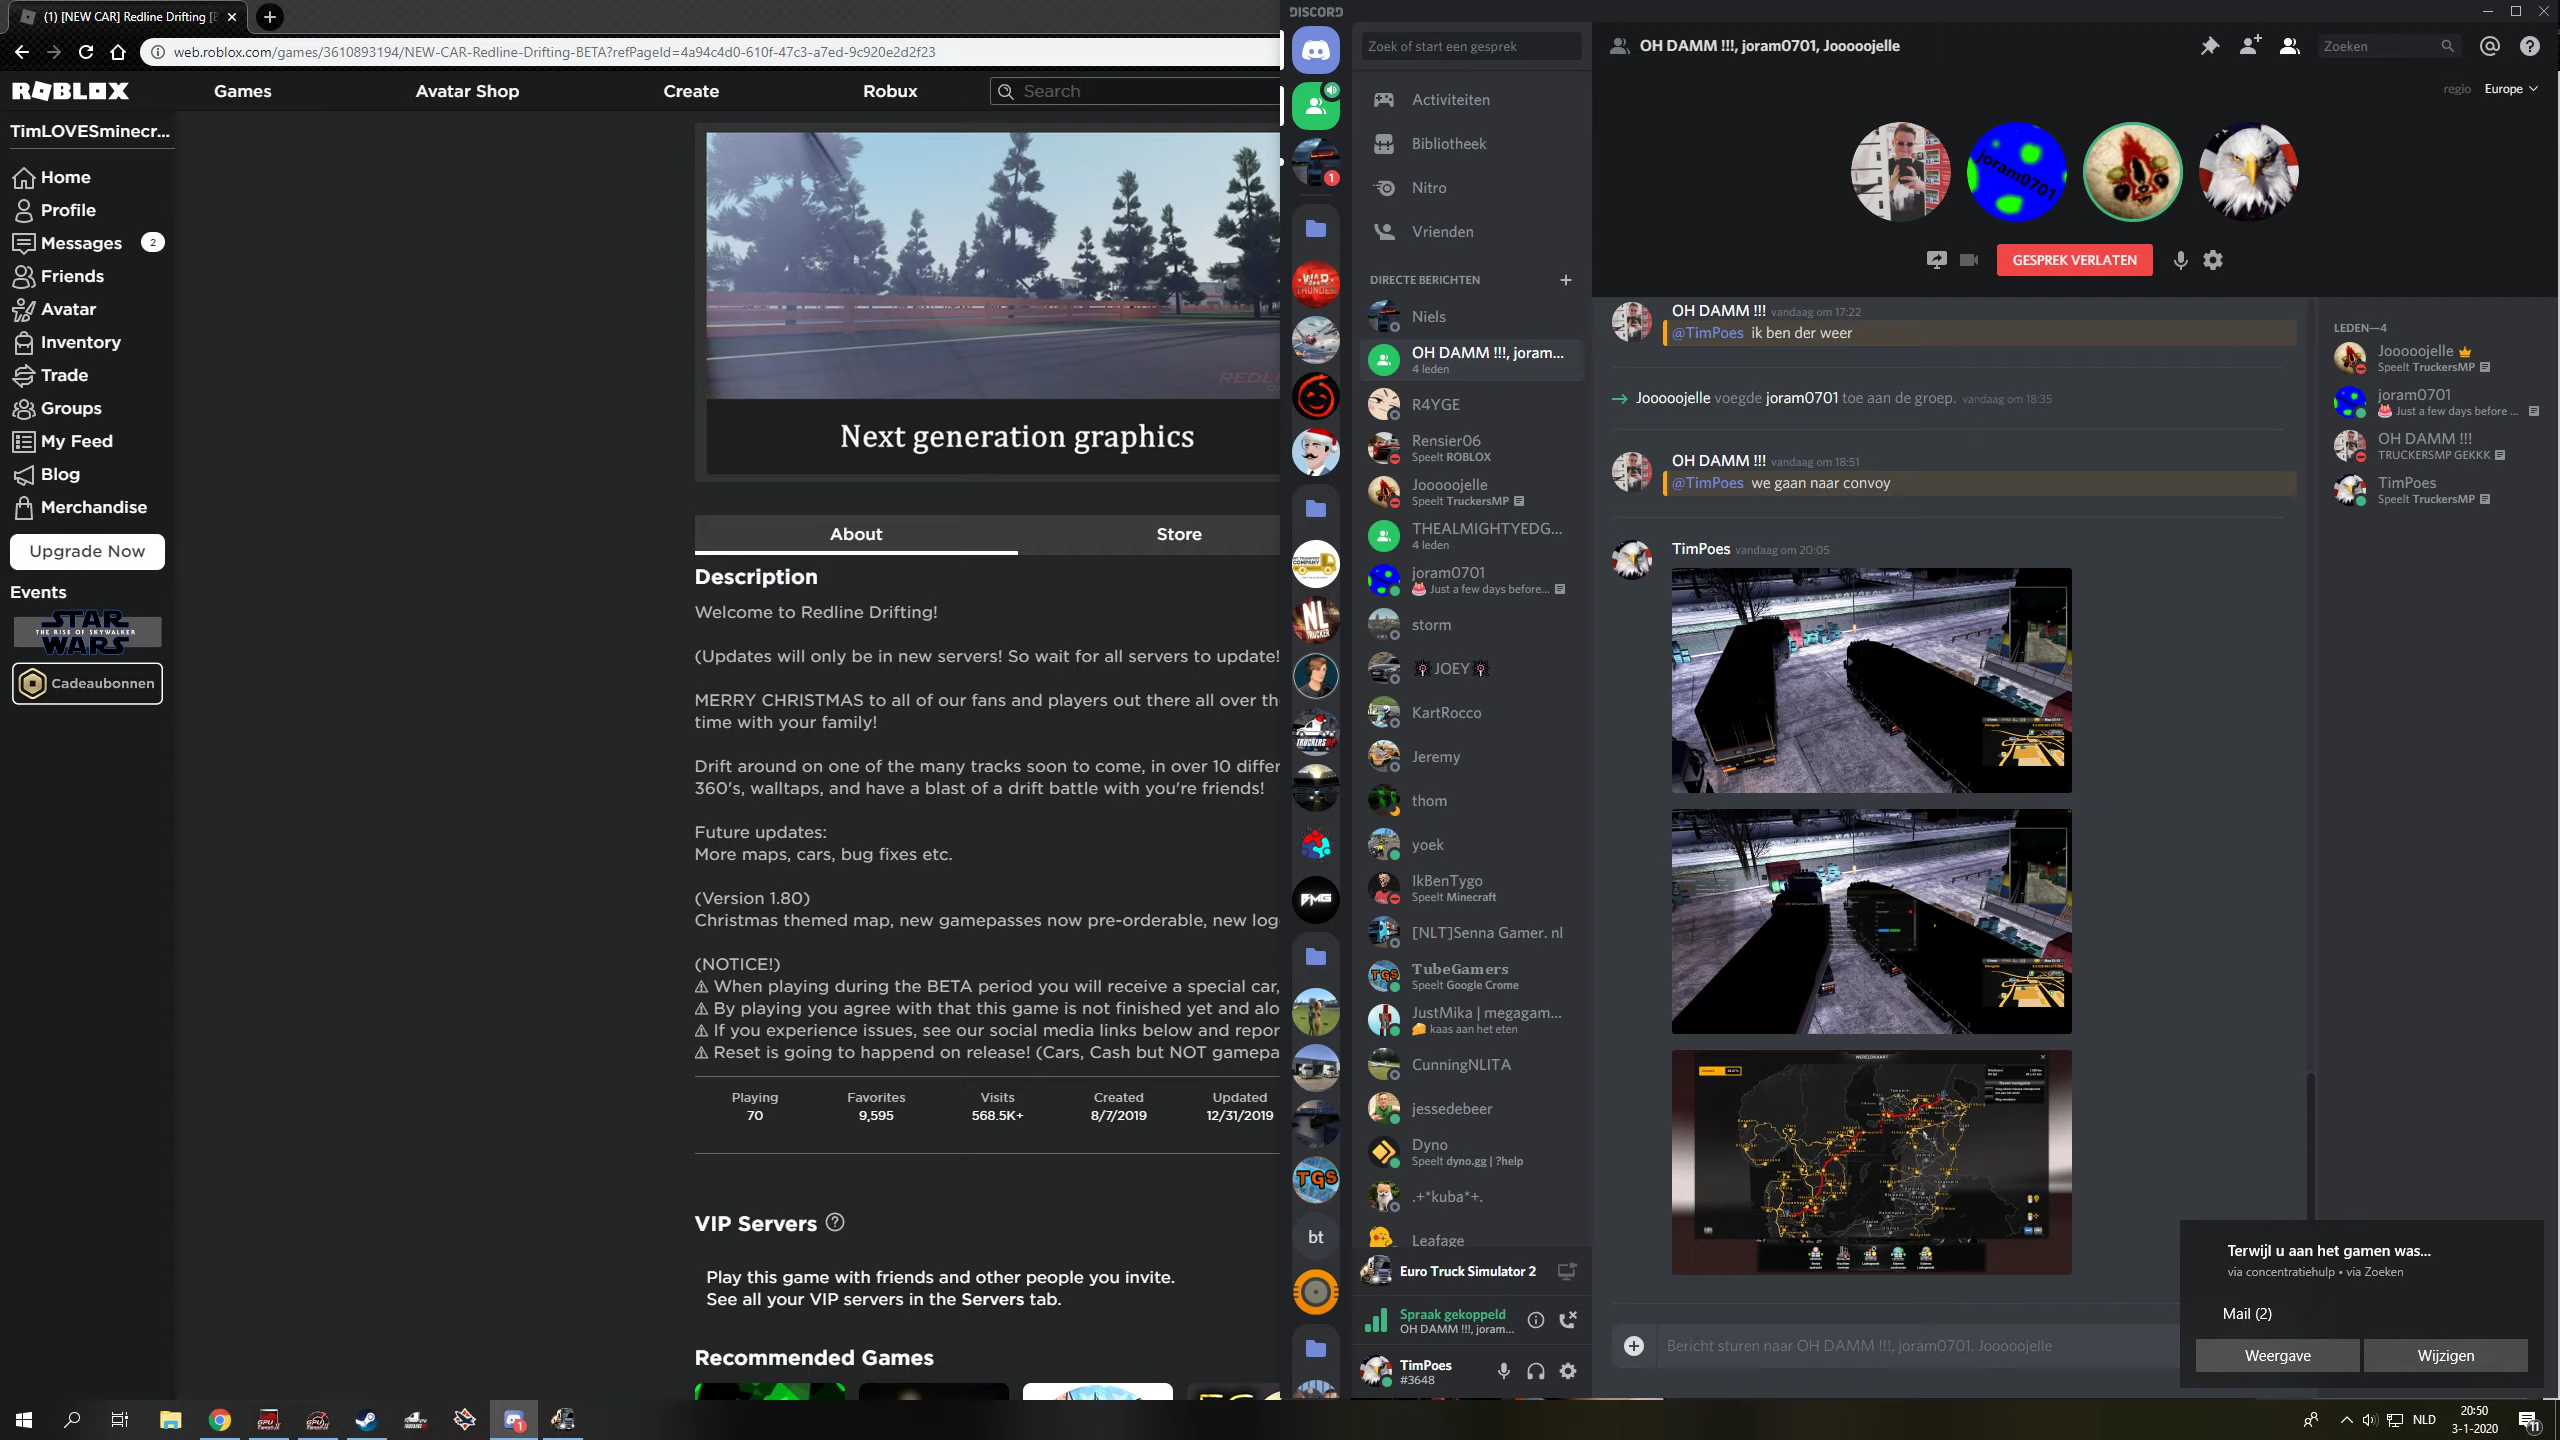 (1) [NEW CAR] Redline Drifting [B
web.roblox.com/games/3610893194/NEW-CAR-Redline-Drifting-BETA?refPageId=4a94c4d0-610f-47c3-a7ed-9c920e2d2f23
ROBLOX
Games
Avatar Shop
Create
Robux
Search
TimLOVESminecr...
Home
Profile
Messages
2
Friends
Avatar
Inventory
Trade
Groups
My Feed
Blog
Merchandise
Upgrade Now
Events
STAR
THE RISE OF SKYWALKER
WARS
Cadeaubonnen
Next generation graphics
About
Store
Description
Welcome to Redline Drifting!
(Updates will only be in new servers! So wait for all servers to update!
MERRY CHRISTMAS to all of our fans and players out there all over th
time with your family!
Drift around on one of the many tracks soon to come, in over 10 differ
360's, walltaps, and have a blast of a drift battle with you're friends!
Future updates:
More maps, cars, bug fixes etc.
(Version 1.80)
Christmas themed map, new gamepasses now pre-orderable, new log
(NOTICE!)
⚠ When playing during the BETA period you will receive a special car,
⚠ By playing you agree with that this game is not finished yet and alo
⚠ If you experience issues, see our social media links below and repor
⚠ Reset is going to happend on release! (Cars, Cash but NOT gamepa
Playing
Favorites
Visits
Created
Updated
70
9,595
568.5K+
8/7/2019
12/31/2019
VIP Servers
Play this game with friends and other people you invite.
See all your VIP servers in the Servers tab.
Recommended Games
DISCORD
1
WAR THUNDER
NL TRUCKER
TRUCKERSMP
BMG
TGS
bt
Zoek of start een gesprek
Activiteiten
Bibliotheek
Nitro
Vrienden
DIRECTE BERICHTEN
Niels
OH DAMM !!!, joram...
4 leden
R4YGE
Rensier06
Speelt ROBLOX
Jooooojelle
Speelt TruckersMP
THEALMIGHTYEDG...
4 leden
joram0701
🎂 Just a few days before...
storm
JOEY
KartRocco
Jeremy
thom
yoek
IkBenTygo
Speelt Minecraft
[NLT]Senna Gamer. nl
TubeGamers
Speelt Google Crome
JustMika | megagam...
🧀 kaas aan het eten
CunningNLITA
jessedebeer
Dyno
Speelt dyno.gg | ?help
.+*kuba*+.
Leafage
Euro Truck Simulator 2
Spraak gekoppeld
OH DAMM !!!, joram...
TimPoes
#3648
OH DAMM !!!, joram0701, Jooooojelle
Zoeken
regio
Europe
joram0701
GESPREK VERLATEN
OH DAMM !!! vandaag om 17:22
@TimPoes ik ben der weer
Jooooojelle voegde joram0701 toe aan de groep. vandaag om 18:35
OH DAMM !!! vandaag om 18:51
@TimPoes we gaan naar convoy
TimPoes vandaag om 20:05
WERELDKAART
Bericht sturen naar OH DAMM !!!, joram0701, Jooooojelle
LEDEN—4
Jooooojelle
Speelt TruckersMP
joram0701
🎂 Just a few days before ...
OH DAMM !!!
TRUCKERSMP GEKKK
TimPoes
Speelt TruckersMP
Terwijl u aan het gamen was...
via concentratiehulp • via Zoeken
Mail (2)
Weergave
Wijzigen
1
NLD
20:50
3-1-2020
11